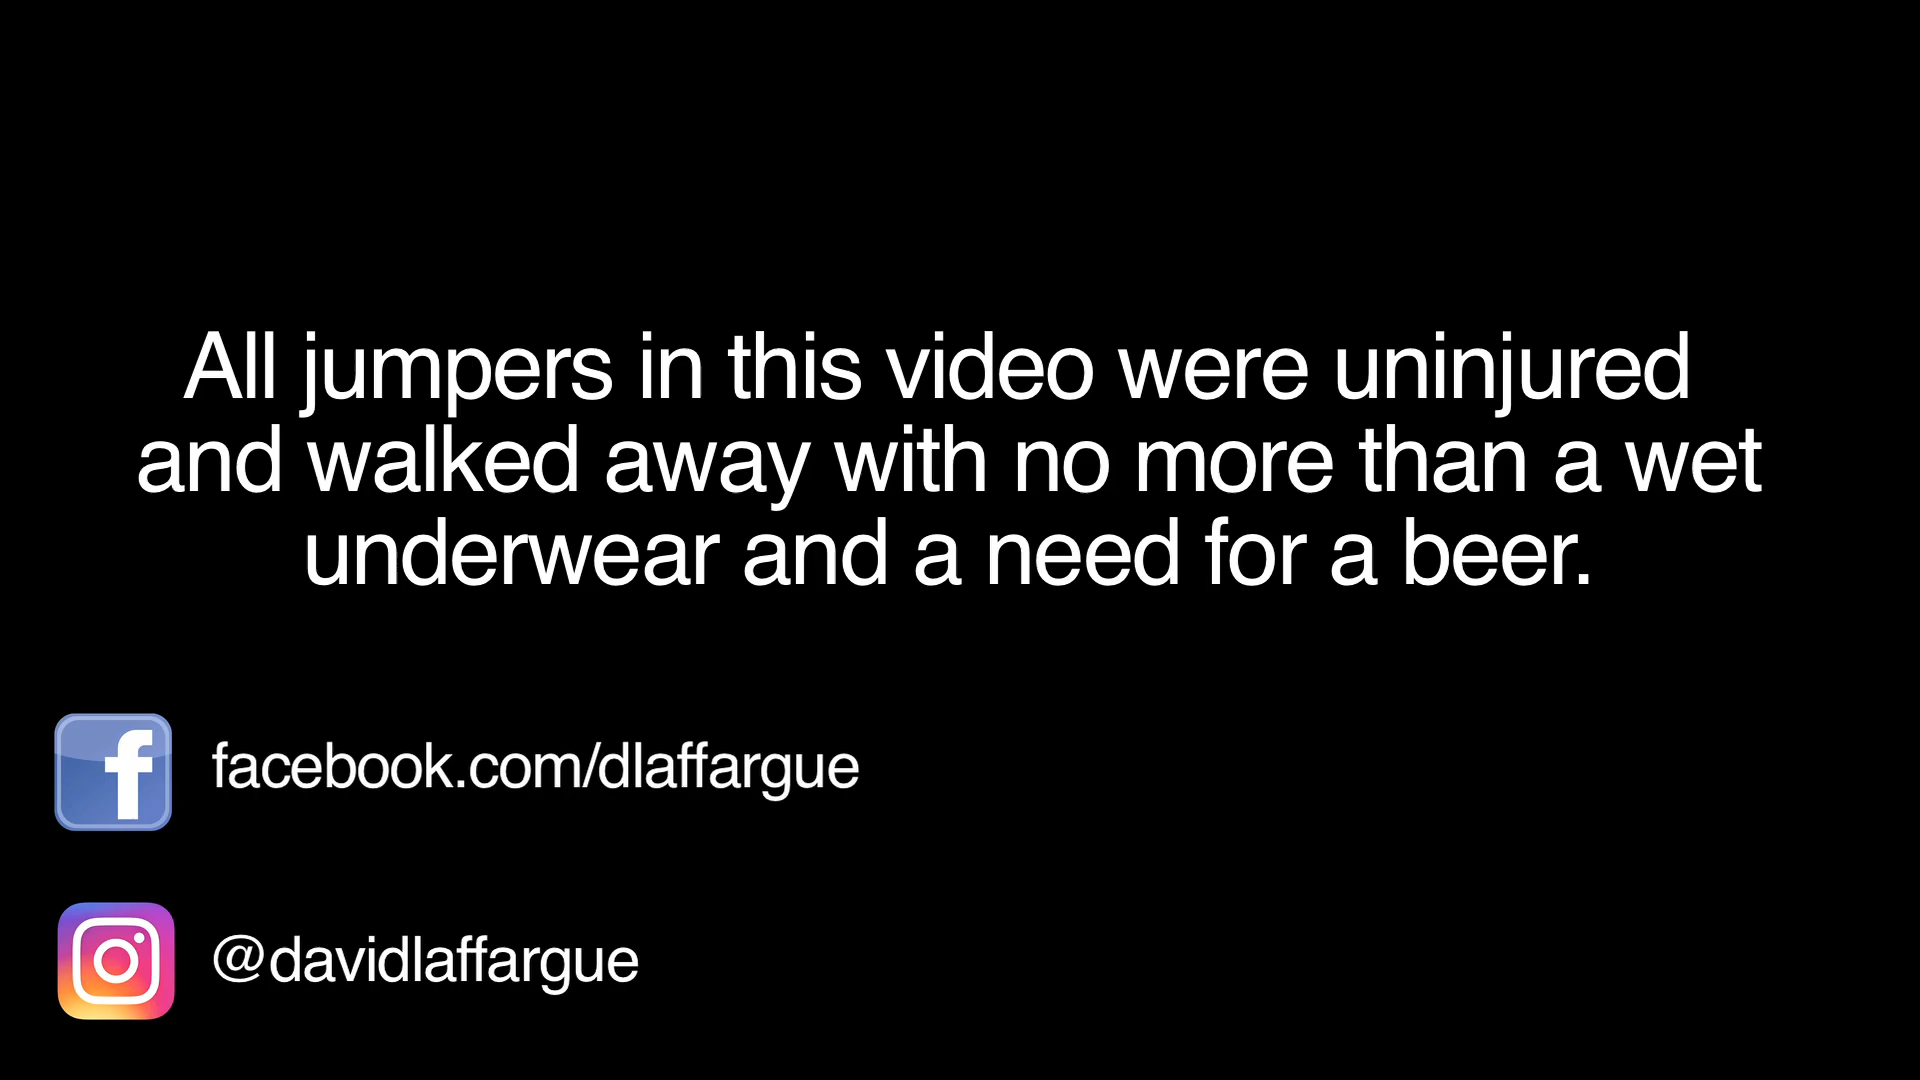 All jumpers in this video were uninjured
and walked away with no more than a wet
underwear and a need for a beer.
facebook.com/dlaffargue
@davidlaffargue